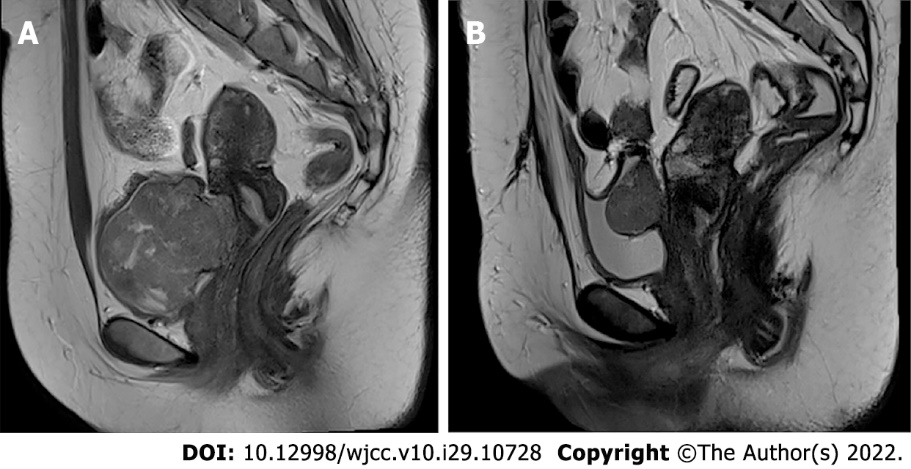 A
B
DOI: 10.12998/wjcc.v10.i29.10728 Copyright ©The Author(s) 2022.